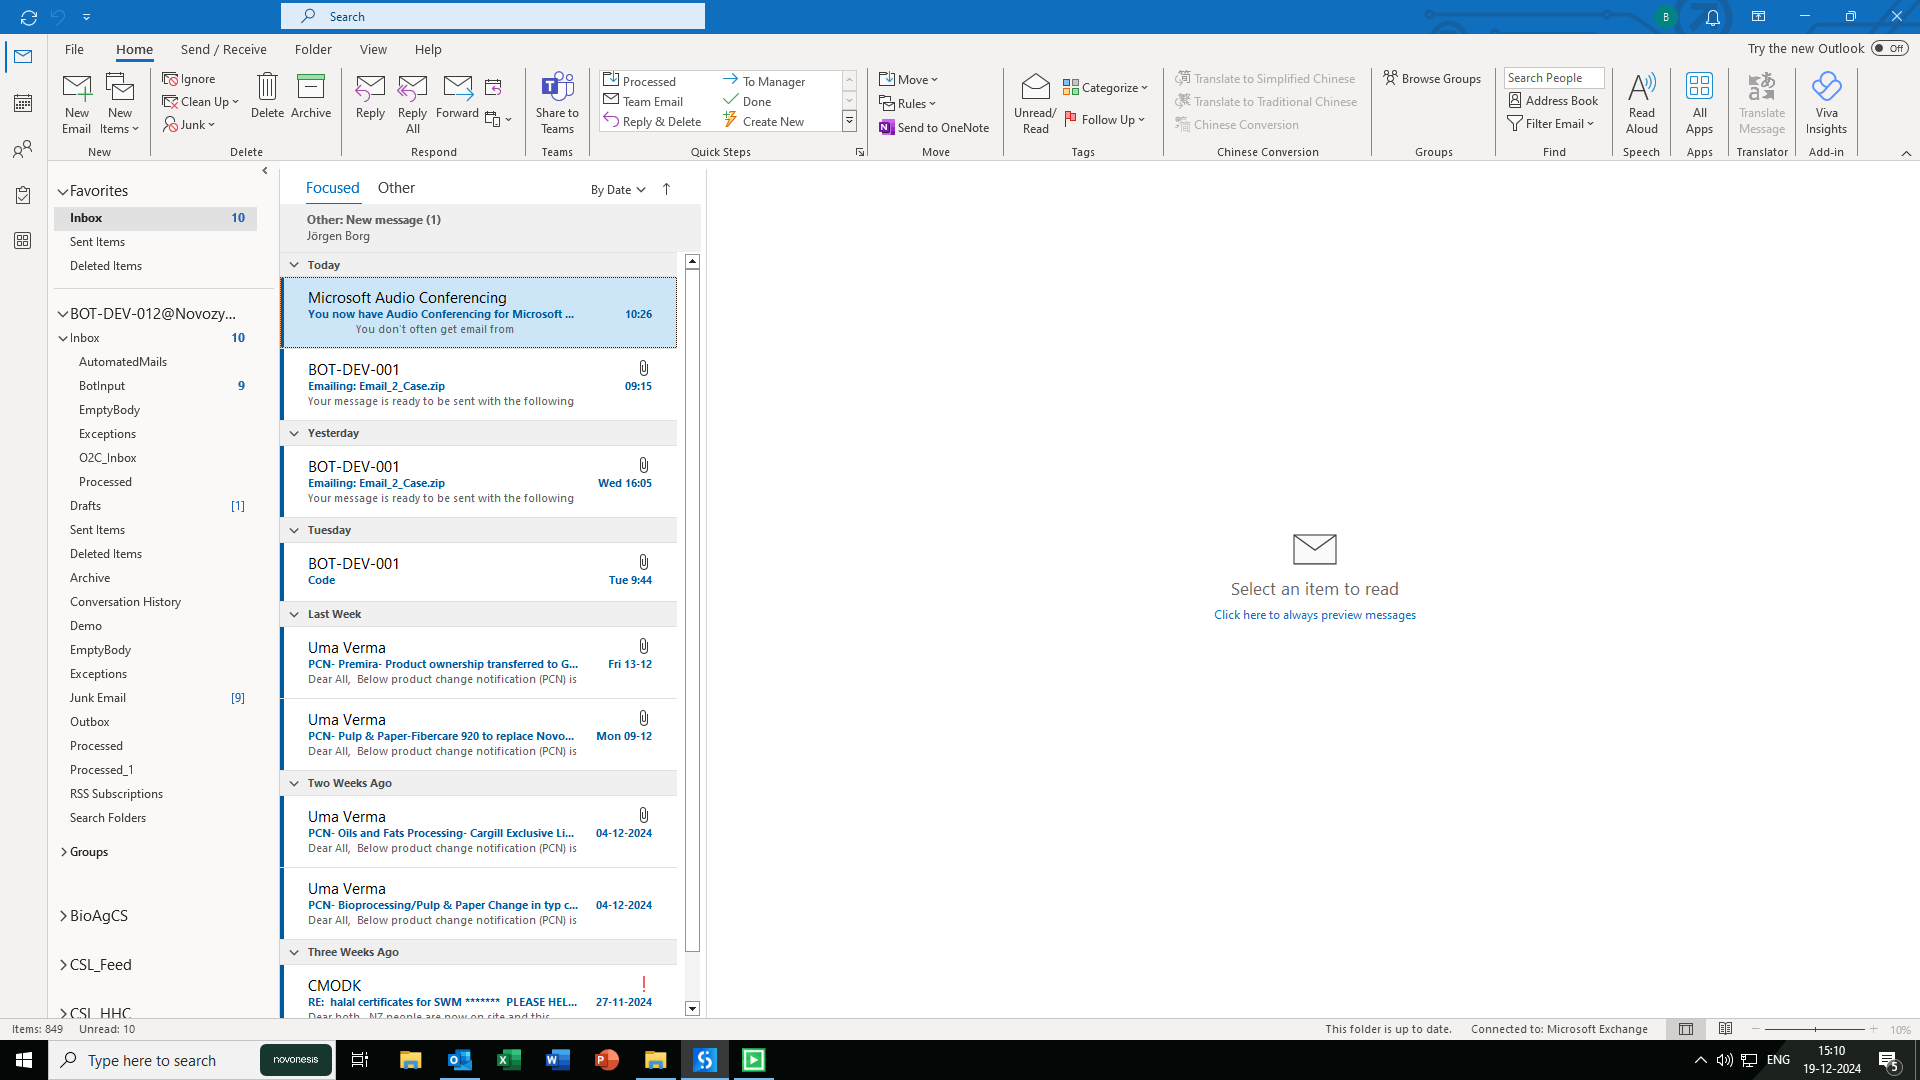 Search
B
File
Home
Send / Receive
Folder
View
Help
Try the new Outlook
Off
New
Email
New
Items
New
Ignore
Clean Up
Junk
Delete
Archive
Delete
Reply
Reply
All
Forward
Respond
Share to
Teams
Teams
Processed
Team Email
Reply & Delete
To Manager
Done
Create New
Quick Steps
Move
Rules
Send to OneNote
Move
Unread/
Read
Categorize
Follow Up
Tags
Translate to Simplified Chinese
Translate to Traditional Chinese
Chinese Conversion
Chinese Conversion
Browse Groups
Groups
Search People
Address Book
Filter Email
Find
Read
Aloud
Speech
All
Apps
Apps
Translate
Message
Translator
Viva
Insights
Add-in
Favorites
Inbox 10
Sent Items
Deleted Items
BOT-DEV-012@Novozy...
Inbox 10
AutomatedMails
BotInput 9
EmptyBody
Exceptions
O2C_Inbox
Processed
Drafts [1]
Sent Items
Deleted Items
Archive
Conversation History
Demo
EmptyBody
Exceptions
Junk Email [9]
Outbox
Processed
Processed_1
RSS Subscriptions
Search Folders
Groups
BioAgCS
CSL_Feed
CSL_HHC
Focused Other By Date
Other: New message (1)
Jörgen Borg
Today
Microsoft Audio Conferencing
You now have Audio Conferencing for Microsoft ... 10:26
You don't often get email from
BOT-DEV-001
Emailing: Email_2_Case.zip 09:15
Your message is ready to be sent with the following
Yesterday
BOT-DEV-001
Emailing: Email_2_Case.zip Wed 16:05
Your message is ready to be sent with the following
Tuesday
BOT-DEV-001
Code Tue 9:44
Last Week
Uma Verma
PCN- Premira- Product ownership transferred to G... Fri 13-12
Dear All, Below product change notification (PCN) is
Uma Verma
PCN- Pulp & Paper-Fibercare 920 to replace Novo... Mon 09-12
Dear All, Below product change notification (PCN) is
Two Weeks Ago
Uma Verma
PCN- Oils and Fats Processing- Cargill Exclusive Li... 04-12-2024
Dear All, Below product change notification (PCN) is
Uma Verma
PCN- Bioprocessing/Pulp & Paper Change in typ c... 04-12-2024
Dear All, Below product change notification (PCN) is
Three Weeks Ago
CMODK
RE: halal certificates for SWM ******* PLEASE HEL... 27-11-2024
Dear both, NZ people are now on site and this
Select an item to read
Click here to always preview messages
Items: 849 Unread: 10
This folder is up to date. Connected to: Microsoft Exchange 10%
Type here to search
novonesis
ENG
15:10
19-12-2024
5